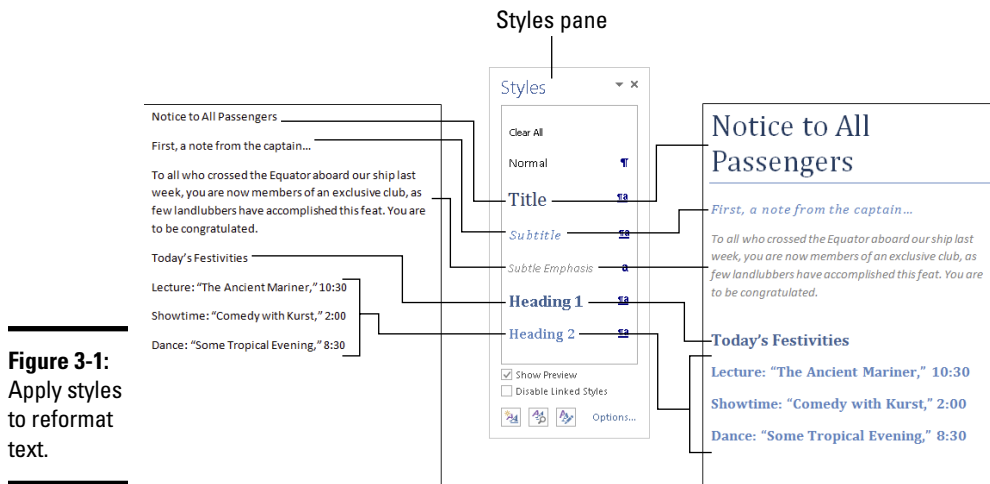 Styles pane
Notice to All Passengers
First, a note from the captain...
To all who crossed the Equator aboard our ship last
week, you are now members of an exclusive club, as
few landlubbers have accomplished this feat. You are
to be congratulated.
Today's Festivities
Lecture: “The Ancient Mariner,” 10:30
Showtime: “Comedy with Kurst,” 2:00
Dance: “Some Tropical Evening,” 8:30
Styles
Clear All
Normal ¶
Title ¶a
Subtitle ¶a
Subtle Emphasis a
Heading 1 ¶a
Heading 2 ¶a
Show Preview
Disable Linked Styles
Options...
Notice to All
Passengers
First, a note from the captain...
To all who crossed the Equator aboard our ship last
week, you are now members of an exclusive club, as
few landlubbers have accomplished this feat. You are
to be congratulated.
Today's Festivities
Lecture: “The Ancient Mariner,” 10:30
Showtime: “Comedy with Kurst,” 2:00
Dance: “Some Tropical Evening,” 8:30
Figure 3-1:
Apply styles
to reformat
text.